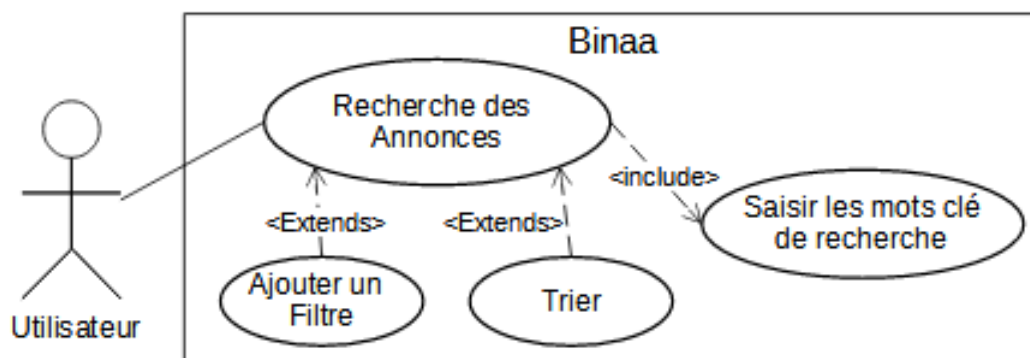 Binaa
Recherche des
Annonces
<include>
<Extends>
<Extends>
Saisir les mots clé
de recherche
Ajouter un
Filtre
Trier
Utilisateur